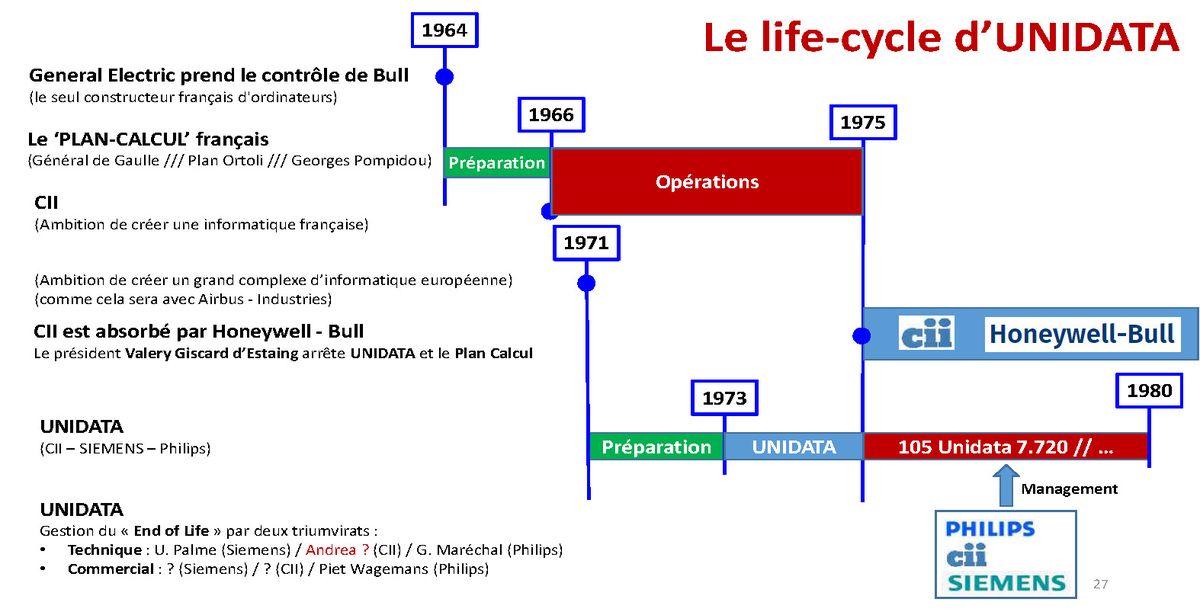 Le life-cycle d’UNIDATA
1964
General Electric prend le contrôle de Bull
(le seul constructeur français d'ordinateurs)
1966
1975
Le ‘PLAN-CALCUL’ français
(Général de Gaulle /// Plan Ortoli /// Georges Pompidou)
Préparation
Opérations
CII
(Ambition de créer une informatique française)
1971
(Ambition de créer un grand complexe d’informatique européenne)
(comme cela sera avec Airbus - Industries)
CII est absorbé par Honeywell - Bull
Le président Valery Giscard d’Estaing arrête UNIDATA et le Plan Calcul
cii Honeywell-Bull
1973
1980
UNIDATA
(CII – SIEMENS – Philips)
Préparation
UNIDATA
105 Unidata 7.720 // ...
Management
UNIDATA
Gestion du « End of Life » par deux triumvirats :
• Technique : U. Palme (Siemens) / Andrea ? (CII) / G. Maréchal (Philips)
• Commercial : ? (Siemens) / ? (CII) / Piet Wagemans (Philips)
PHILIPS
cii
SIEMENS
27